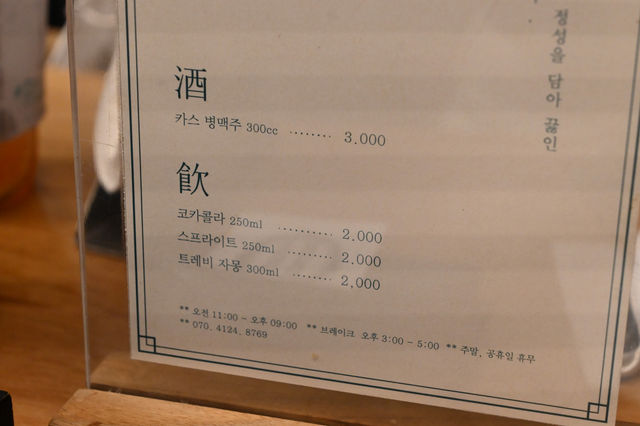 정성을 담아 끓인
酒
카스 병맥주 300cc ········ 3.000
飮
코카콜라 250ml ·········· 2.000
스프라이트 250ml ········ 2.000
트레비 자몽 300ml ······· 2,000
** 오전 11:00 - 오후 09:00 ** 브레이크 오후 3:00 - 5:00 ** 주말, 공휴일 휴무
** 070. 4124. 8769